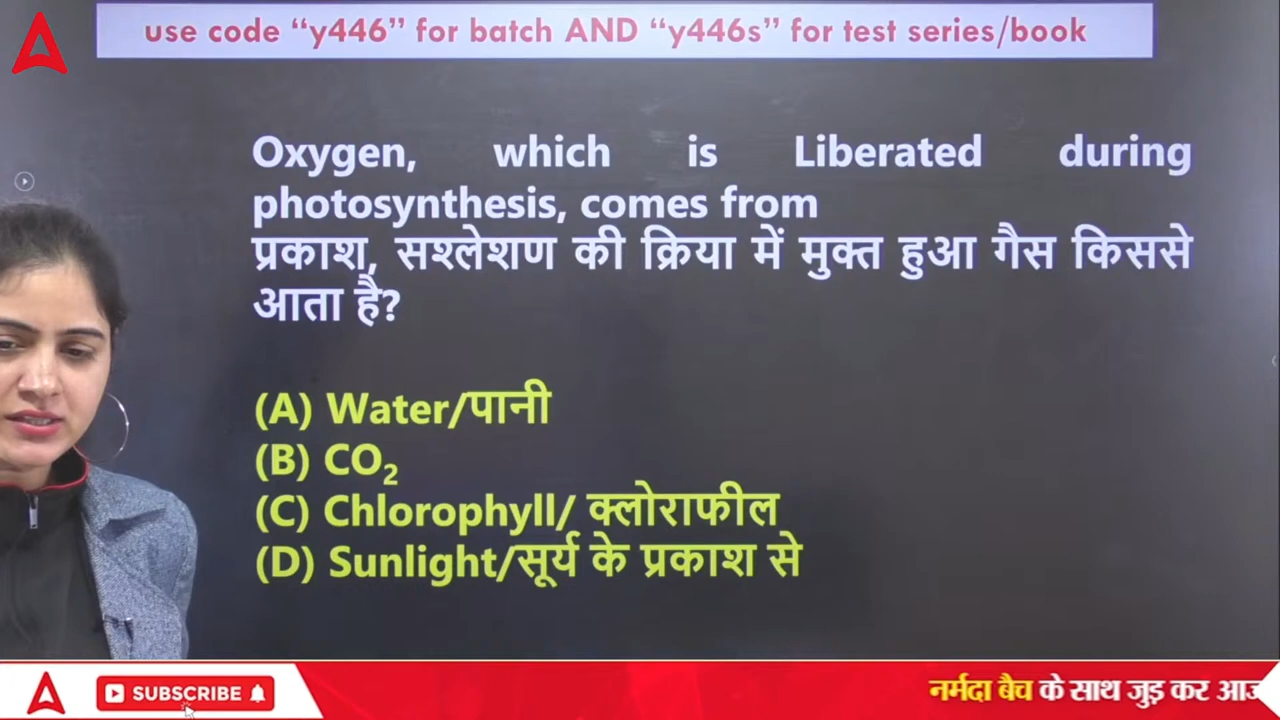 use code “y446” for batch AND “y446s” for test series/book
Oxygen, which is Liberated during
photosynthesis, comes from
प्रकाश, सश्लेशण की क्रिया में मुक्त हुआ गैस किससे
आता है?
(A) Water/पानी
(B) CO₂
(C) Chlorophyll/ क्लोराफील
(D) Sunlight/सूर्य के प्रकाश से
SUBSCRIBE
नर्मदा बैच के साथ जुड़ कर